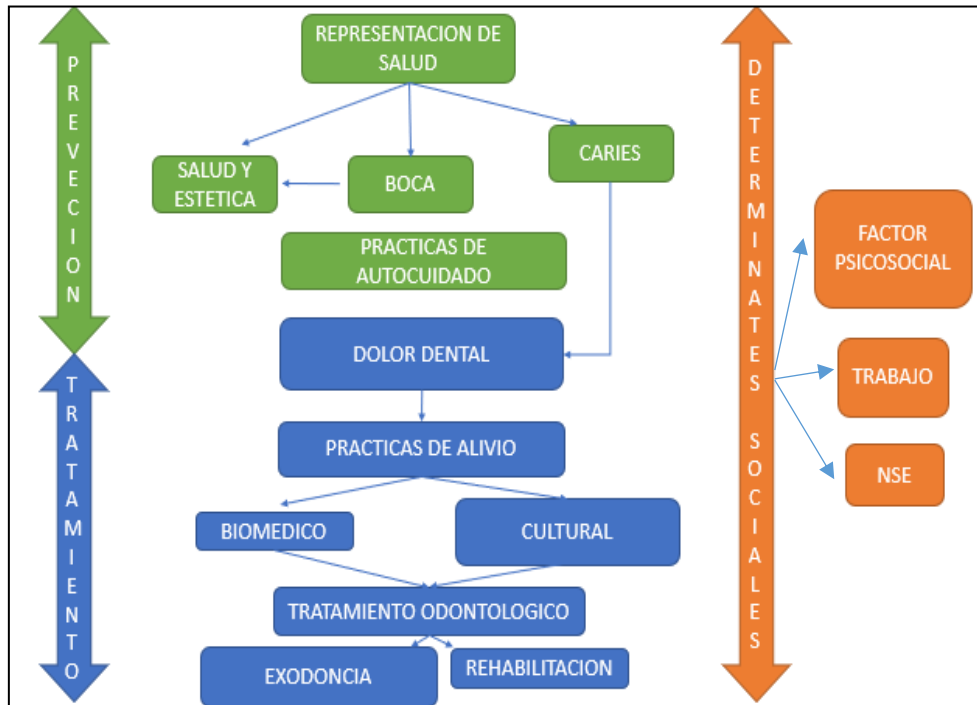 PREVECION
REPRESENTACION DE
SALUD
SALUD Y
ESTETICA
BOCA
CARIES
PRACTICAS DE
AUTOCUIDADO
TRATAMIENTO
DOLOR DENTAL
PRACTICAS DE ALIVIO
BIOMEDICO
CULTURAL
TRATAMIENTO ODONTOLOGICO
EXODONCIA
REHABILITACION
DETERMINATES SOCIALES
FACTOR
PSICOSOCIAL
TRABAJO
NSE